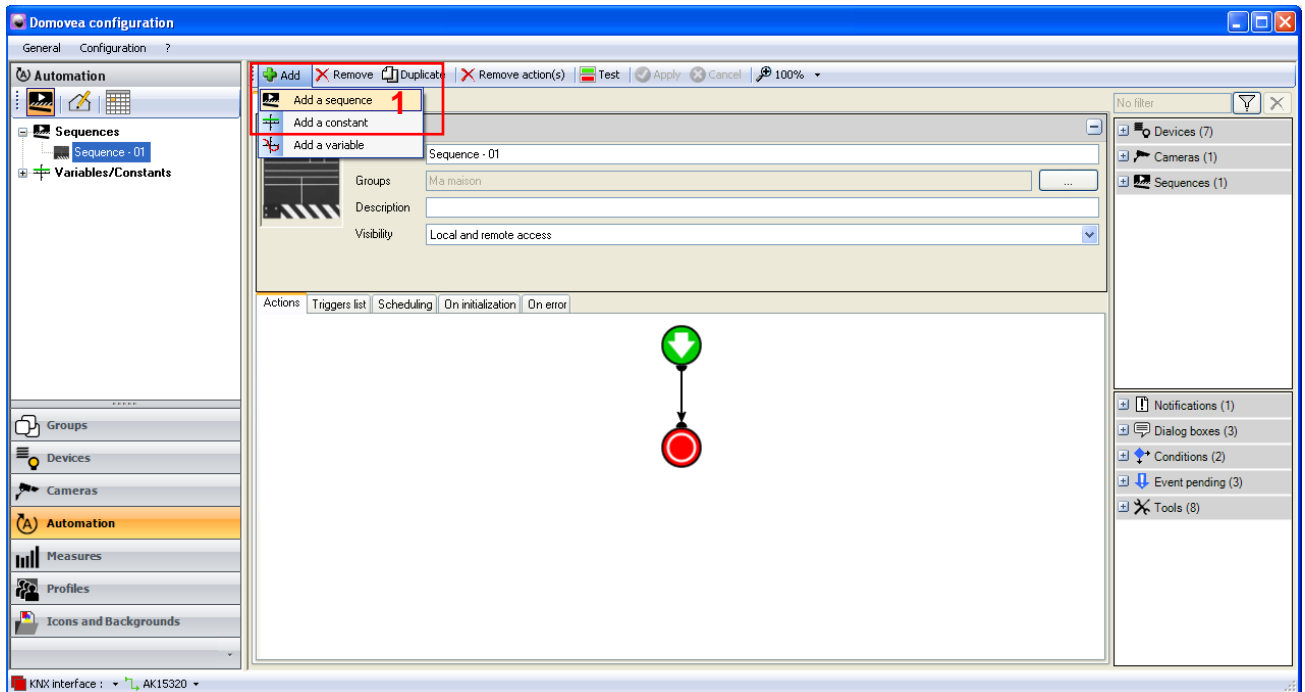 Domovea configuration
General Configuration ?
Automation
Add Remove Duplicate Remove action(s) Test Apply Cancel 100%
Add a sequence 1
Add a constant
Add a variable
Sequences
Sequence - 01
Variables/Constants
Sequence - 01
Groups Ma maison ...
Description
Visibility Local and remote access
Actions Triggers list Scheduling On initialization On error
No filter
Devices (7)
Cameras (1)
Sequences (1)
Notifications (1)
Dialog boxes (3)
Conditions (2)
Event pending (3)
Tools (8)
Groups
Devices
Cameras
Automation
Measures
Profiles
Icons and Backgrounds
KNX interface : AK15320